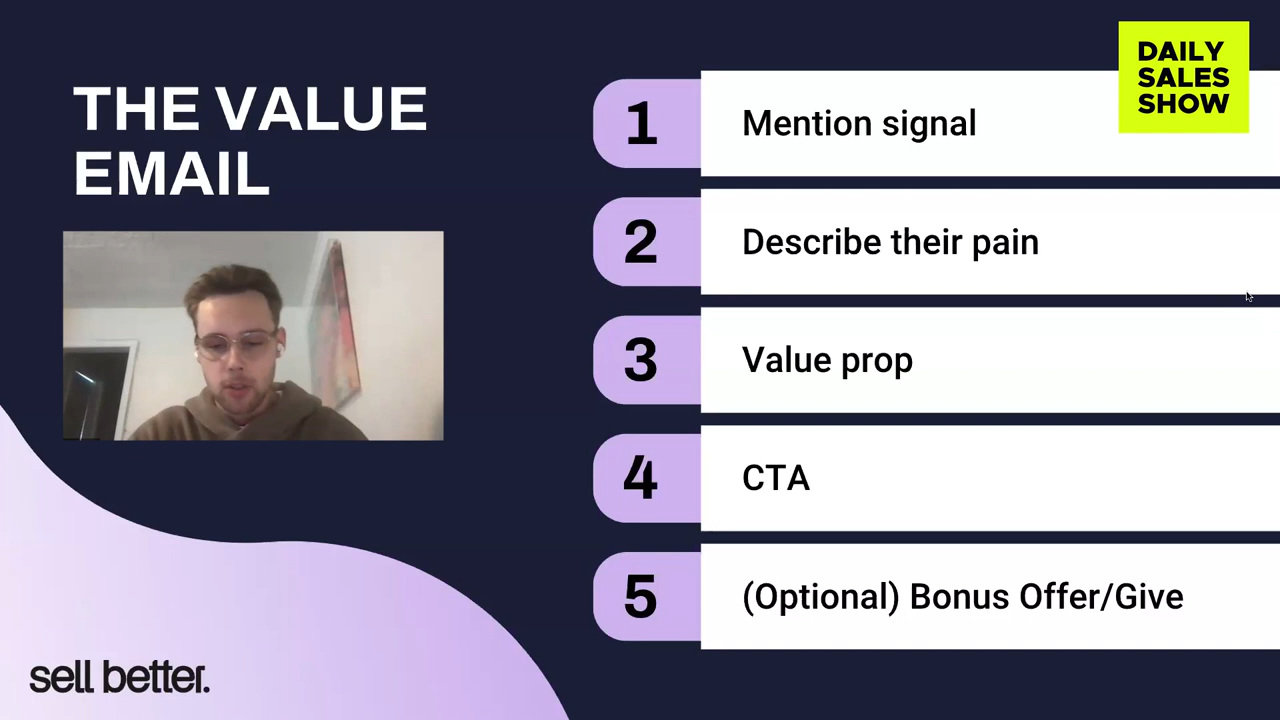 THE VALUE
EMAIL
1
Mention signal
2
Describe their pain
3
Value prop
4
CTA
5
(Optional) Bonus Offer/Give
DAILY
SALES
SHOW
sell better.